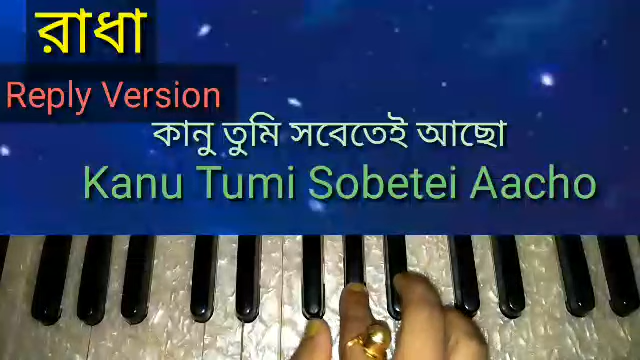 রাধা
Reply Version
কানু তুমি সবেতেই আছো
Kanu Tumi Sobetei Aacho